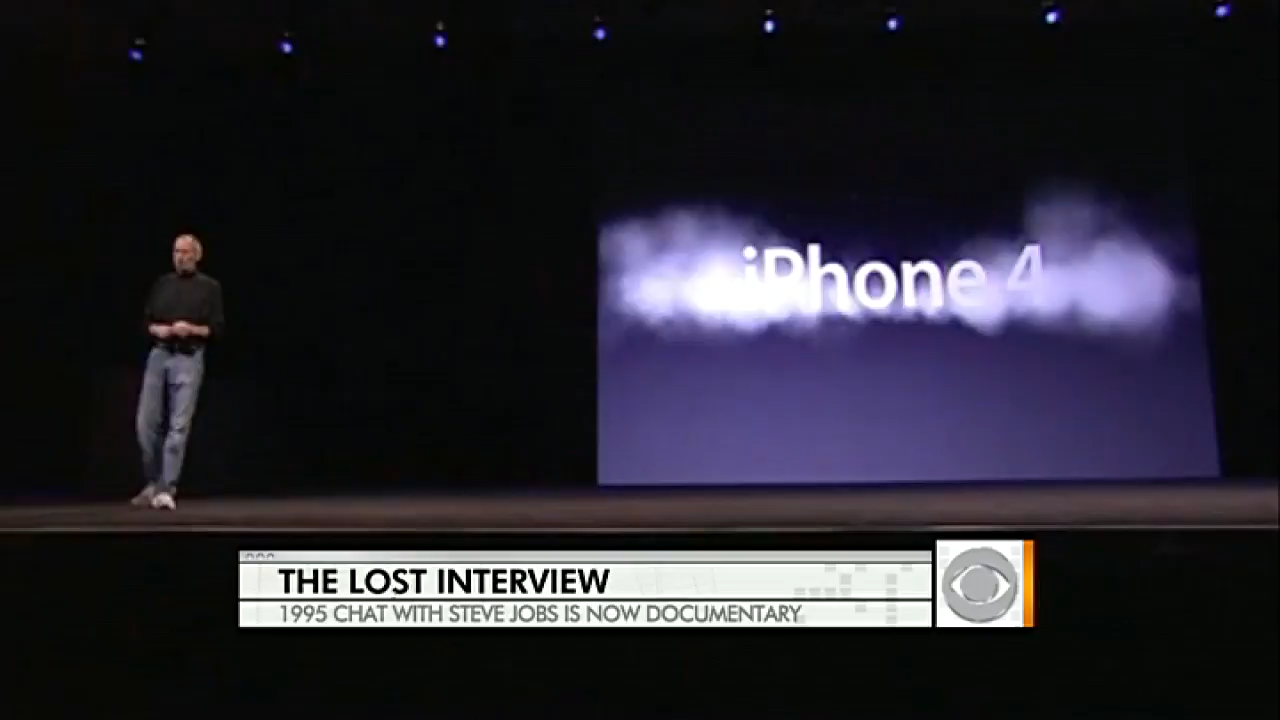 iPhone 4
THE LOST INTERVIEW
1995 CHAT WITH STEVE JOBS IS NOW DOCUMENTARY